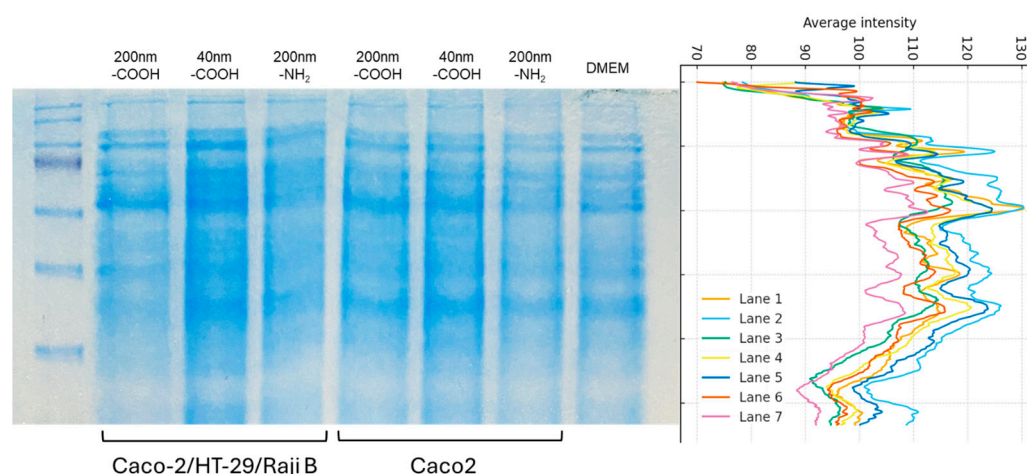 200nm
-COOH
40nm
-COOH
200nm
-NH₂
200nm
-COOH
40nm
-COOH
200nm
-NH₂
DMEM
Caco-2/HT-29/Raji B
Caco2
Average intensity
70 80 90 100 110 120 130
Lane 1
Lane 2
Lane 3
Lane 4
Lane 5
Lane 6
Lane 7